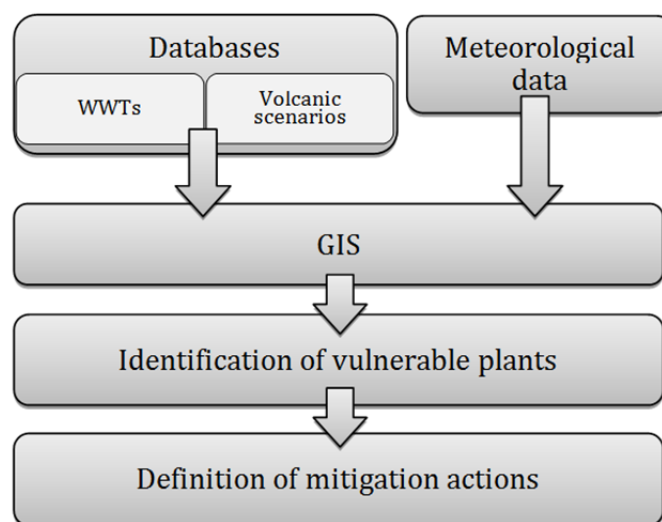 Databases
Meteorological
data
WWTs
Volcanic
scenarios
GIS
Identification of vulnerable plants
Definition of mitigation actions